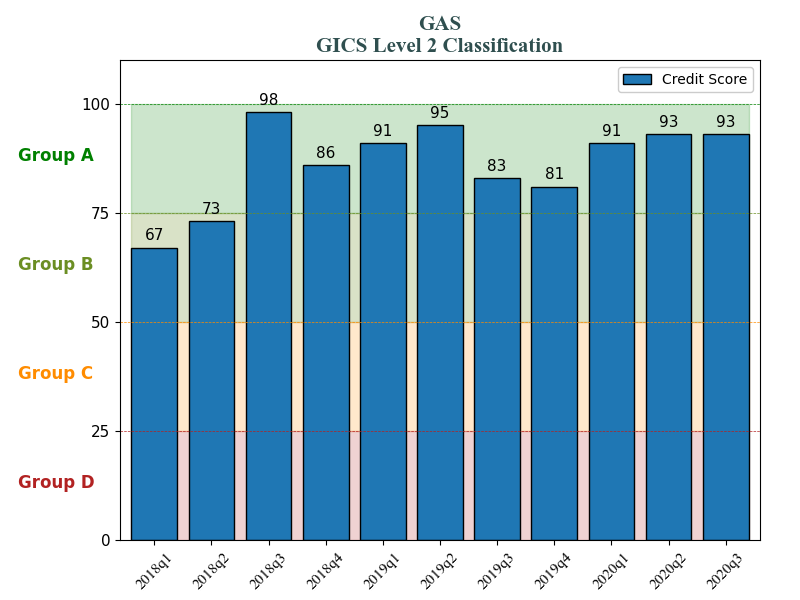 GAS
GICS Level 2 Classification
Credit Score
100
75
50
25
0
Group A
Group B
Group C
Group D
67
73
98
86
91
95
83
81
91
93
93
2018q1
2018q2
2018q3
2018q4
2019q1
2019q2
2019q3
2019q4
2020q1
2020q2
2020q3